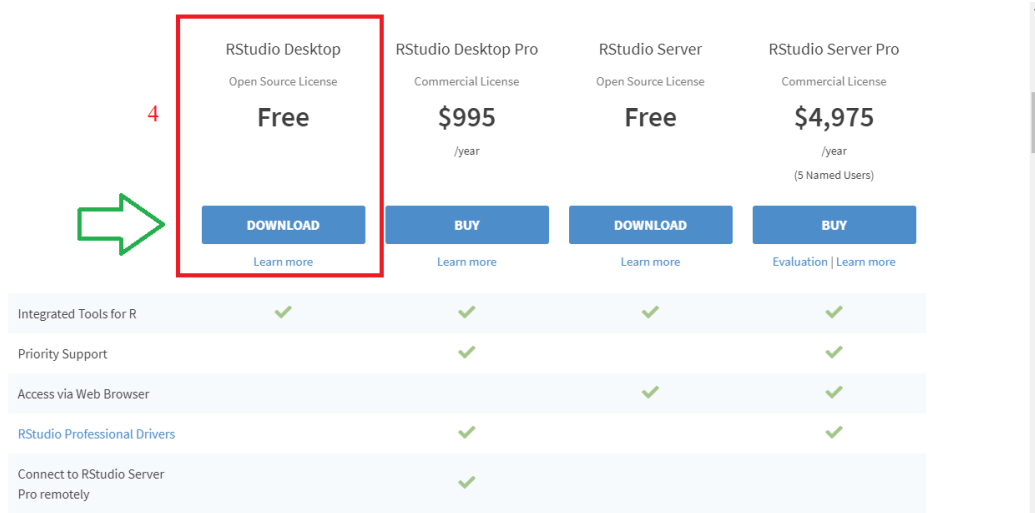 RStudio Desktop RStudio Desktop Pro RStudio Server RStudio Server Pro
Open Source License Commercial License Open Source License Commercial License
4 Free $995 Free $4,975
/year /year
(5 Named Users)
DOWNLOAD BUY DOWNLOAD BUY
Learn more Learn more Learn more Evaluation | Learn more
Integrated Tools for R
Priority Support
Access via Web Browser
RStudio Professional Drivers
Connect to RStudio Server
Pro remotely